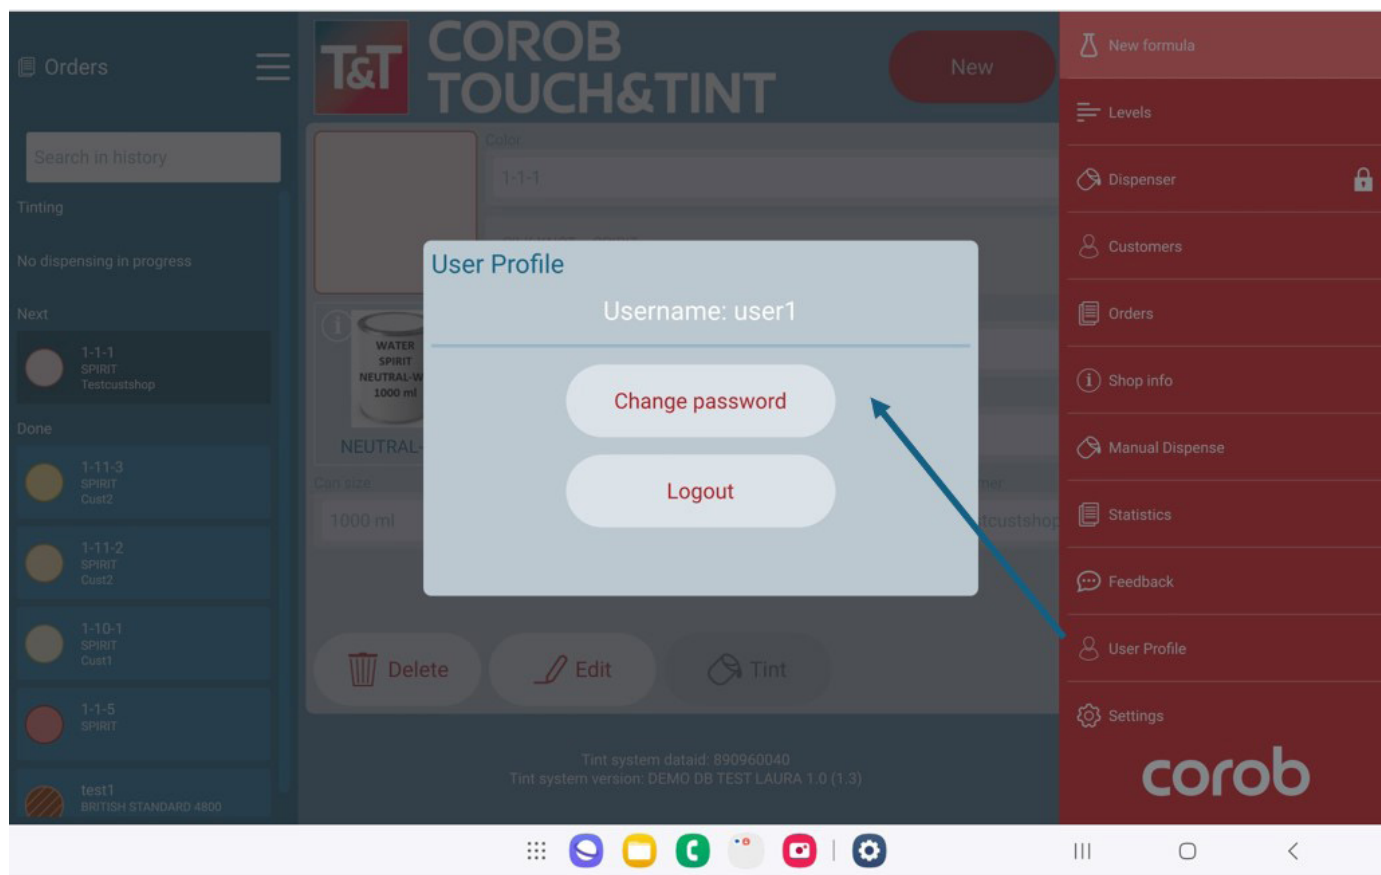 Orders
Search in history
Tinting
No dispensing in progress
Next
1-1-1
SPIRIT
Testcustshop
Done
1-11-3
SPIRIT
Cust2
1-11-2
SPIRIT
Cust2
1-10-1
SPIRIT
Cust1
1-1-5
SPIRIT
test1
BRITISH STANDARD 4800
T&T
COROB
TOUCH&TINT
New
Color
1-1-1
WATER
SPIRIT
NEUTRAL-W
1000 ml
NEUTRAL-
Can size
1000 ml
tcustshop
User Profile
Username: user1
Change password
Logout
Delete
Edit
Tint
Tint system dataid: 890960040
Tint system version: DEMO DB TEST LAURA 1.0 (1.3)
New formula
Levels
Dispenser
Customers
Orders
Shop info
Manual Dispense
Statistics
Feedback
User Profile
Settings
corob